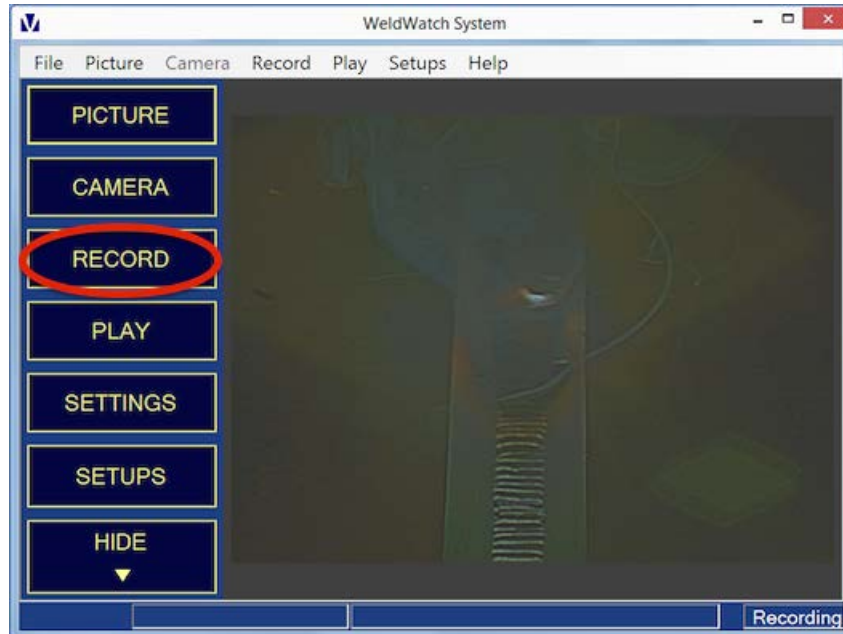 WeldWatch System
File Picture Camera Record Play Setups Help
PICTURE
CAMERA
RECORD
PLAY
SETTINGS
SETUPS
HIDE
Recording